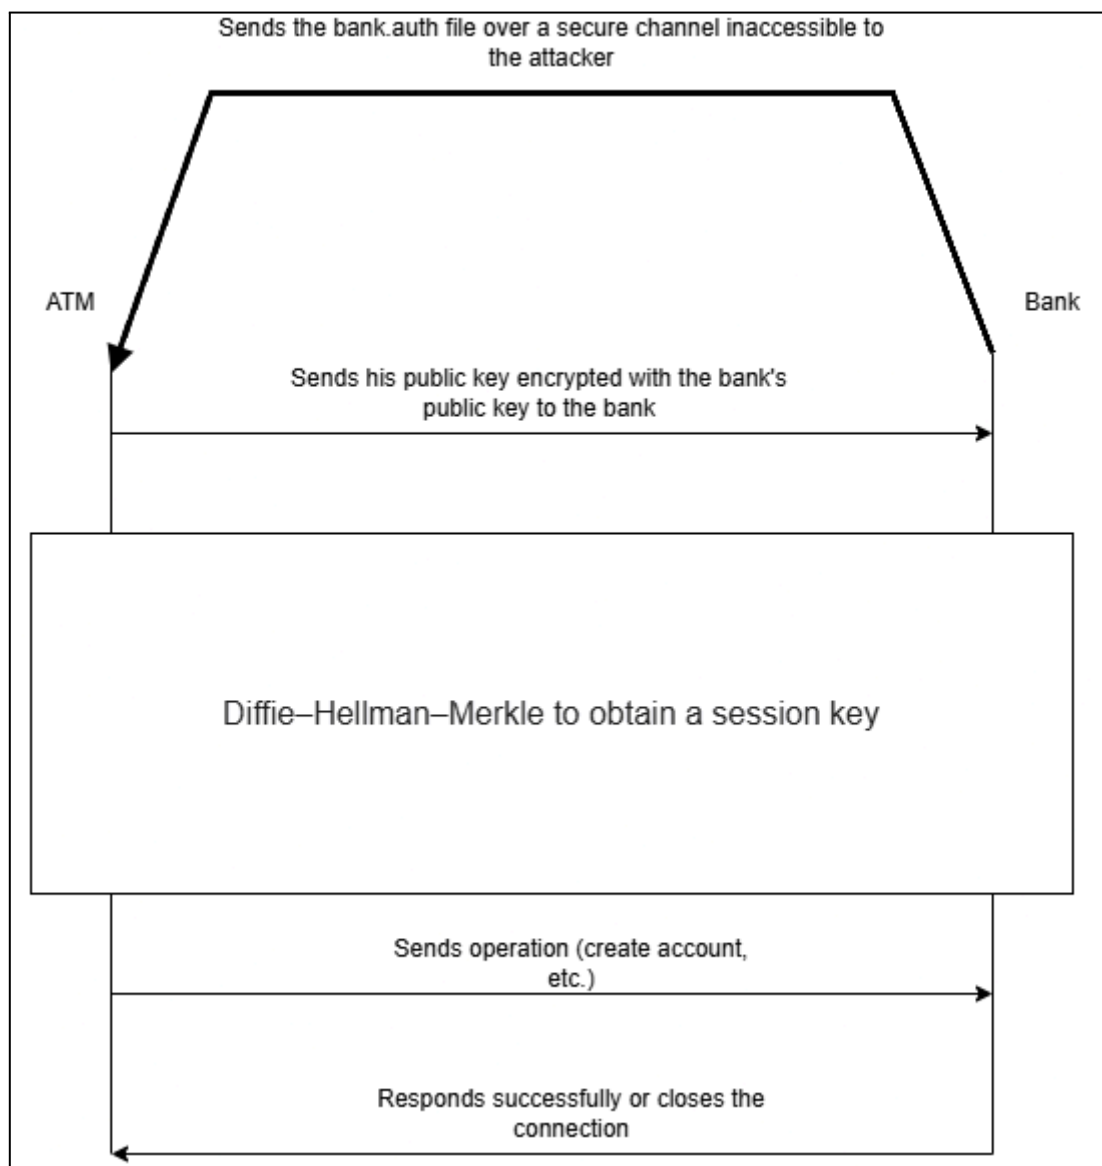 Sends the bank.auth file over a secure channel inaccessible to
the attacker
ATM
Bank
Sends his public key encrypted with the bank's
public key to the bank
Diffie–Hellman–Merkle to obtain a session key
Sends operation (create account,
etc.)
Responds successfully or closes the
connection